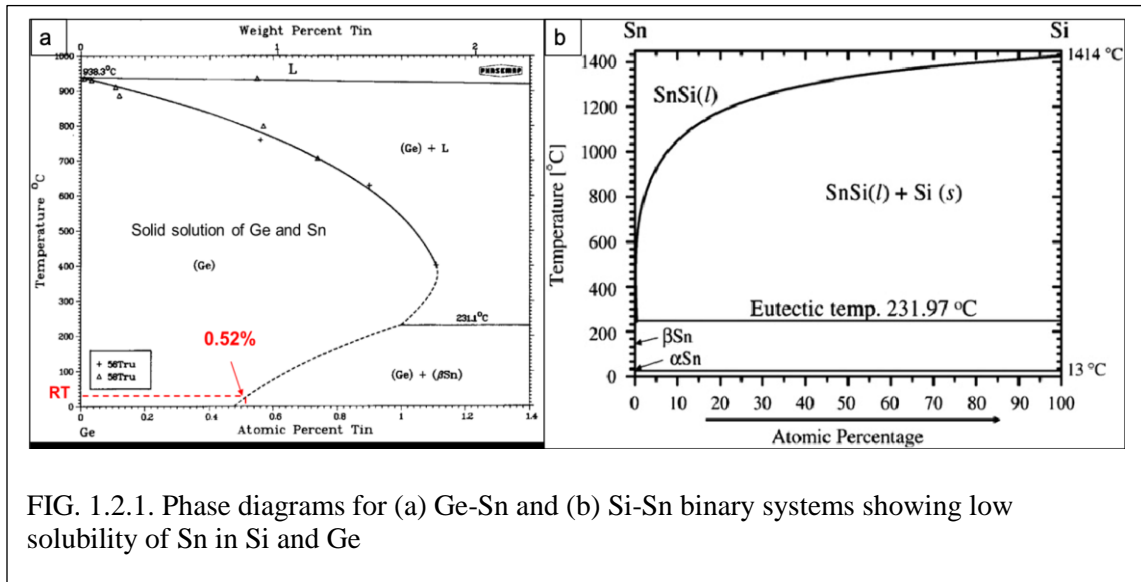 a
Weight Percent Tin
0 1 2
1000
938.3°C
L
PHASEMAP
900
800
(Ge) + L
700
600
Temperature °C
500
Solid solution of Ge and Sn
(Ge)
400
300
231.1°C
0.52%
200
+ 56Tru
Δ 58Tru
(Ge) + (βSn)
100
RT
0
0 0.2 0.4 0.6 0.8 1 1.2 1.4
Ge
Atomic Percent Tin
b
Sn Si
1400
1414 °C
SnSi(l)
1200
1000
Temperature [°C]
800
SnSi(l) + Si (s)
600
400
Eutectic temp. 231.97 °C
200
βSn
αSn
13 °C
0
0 10 20 30 40 50 60 70 80 90 100
Atomic Percentage
FIG. 1.2.1. Phase diagrams for (a) Ge-Sn and (b) Si-Sn binary systems showing low
solubility of Sn in Si and Ge